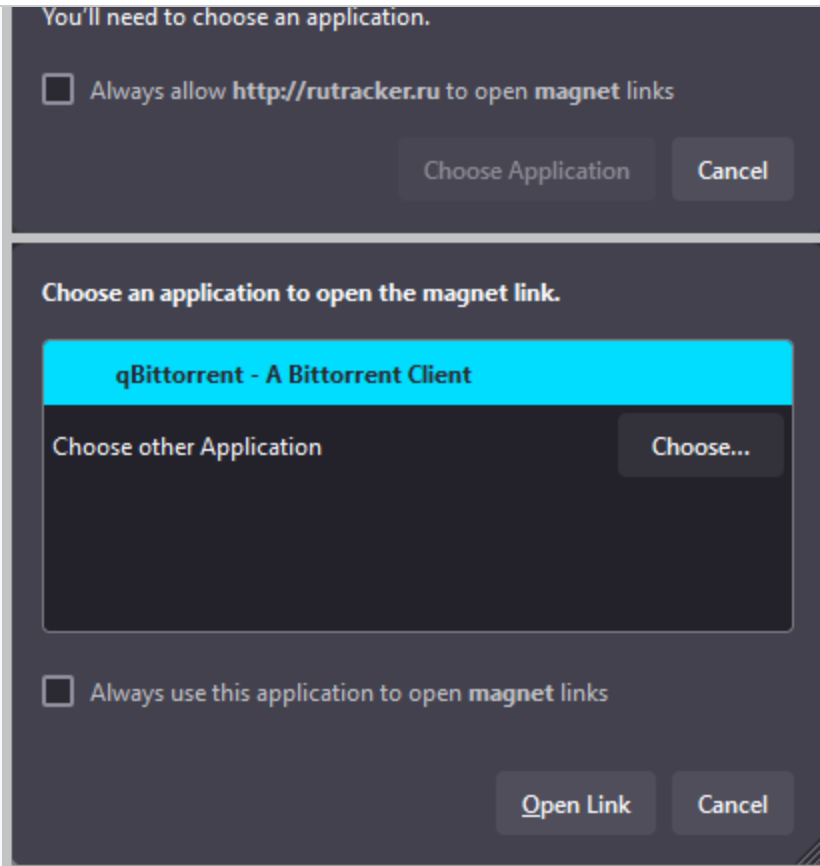 You'll need to choose an application.
Always allow http://rutracker.ru to open magnet links
Choose Application
Cancel
Choose an application to open the magnet link.
qBittorrent - A Bittorrent Client
Choose other Application
Choose...
Always use this application to open magnet links
Open Link
Cancel